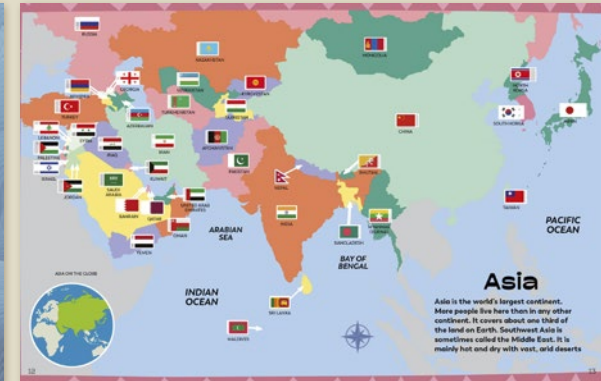 RUSSIA
KAZAKHSTAN
MONGOLIA
GEORGIA
ARMENIA
UZBEKISTAN
KYRGYZSTAN
NORTH KOREA
TURKEY
AZERBAIJAN
TURKMENISTAN
TAJIKISTAN
SOUTH KOREA
JAPAN
LEBANON
SYRIA
CHINA
PALESTINE
IRAQ
IRAN
AFGHANISTAN
ISRAEL
KUWAIT
PAKISTAN
NEPAL
BHUTAN
JORDAN
SAUDI ARABIA
UNITED ARAB EMIRATES
TAIWAN
BAHRAIN
QATAR
INDIA
OMAN
BANGLADESH
YEMEN
ARABIAN
SEA
BAY OF
BENGAL
PACIFIC
OCEAN
ASIA ON THE GLOBE
INDIAN
OCEAN
SRI LANKA
MALDIVES
Asia
Asia is the world's largest continent.
More people live here than in any other
continent. It covers about one third of
the land on Earth. Southwest Asia is
sometimes called the Middle East. It is
mainly hot and dry with vast, arid deserts
12
13